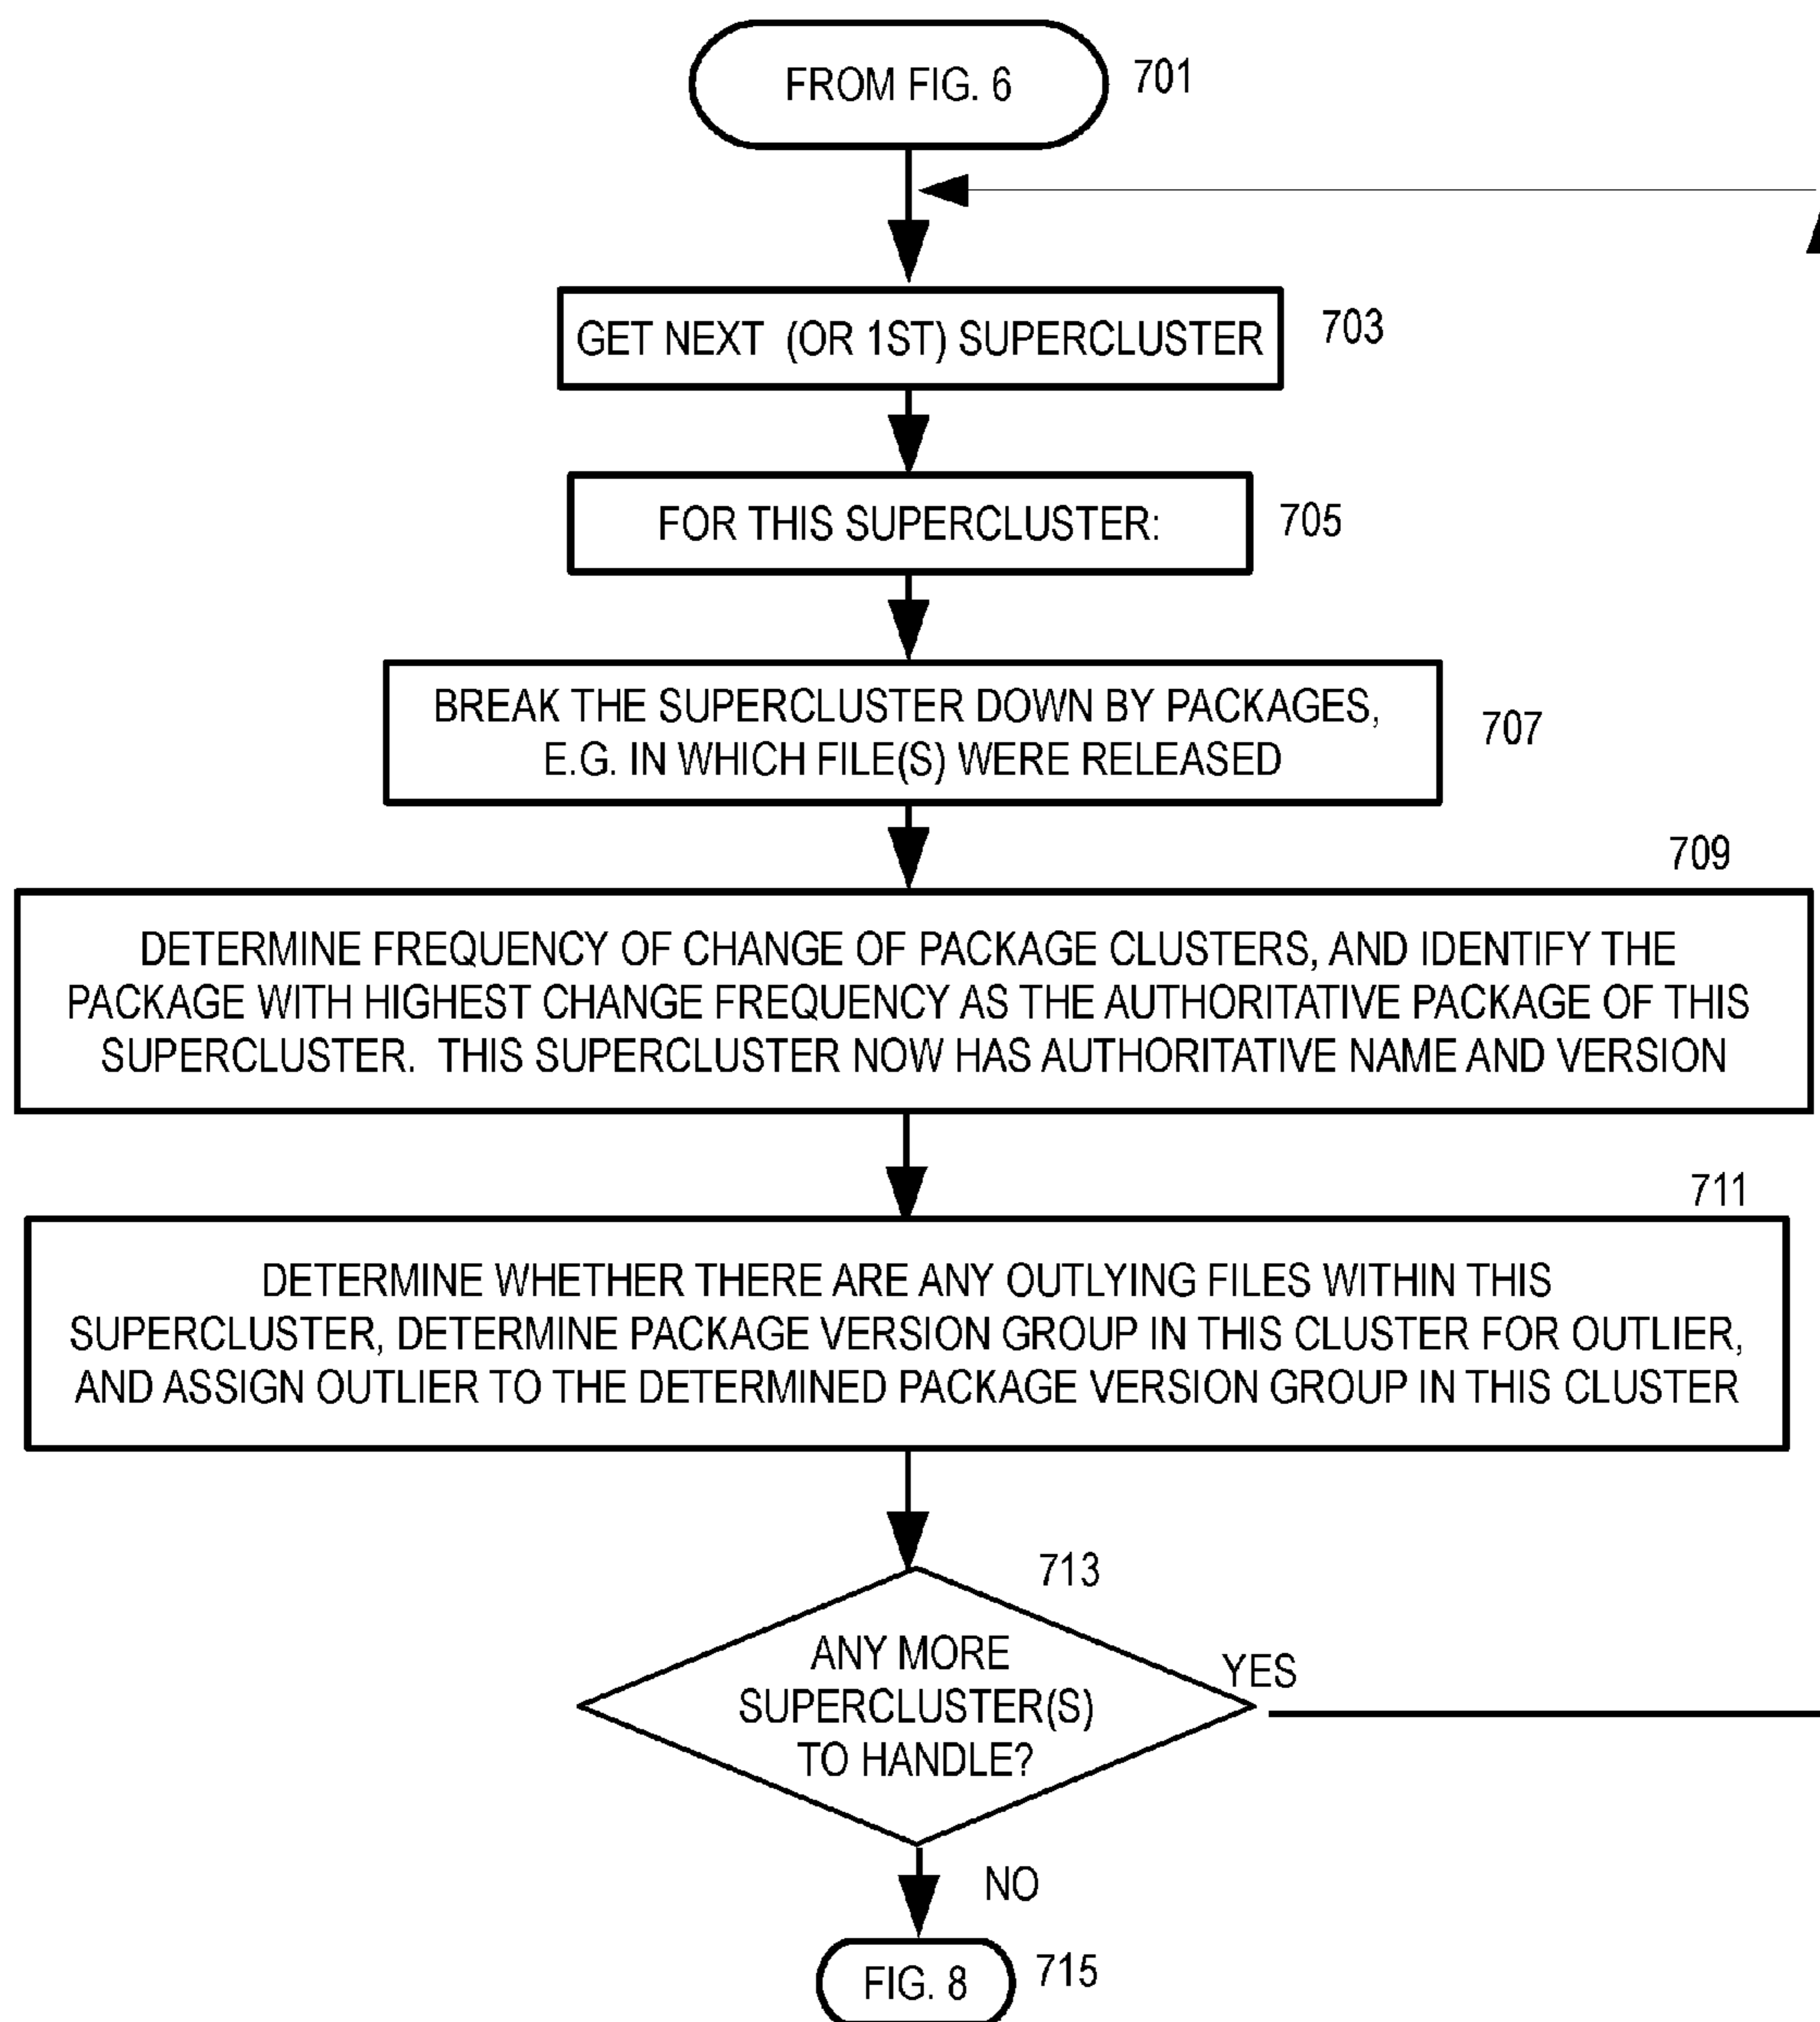 FROM FIG. 6
701
GET NEXT (OR 1ST) SUPERCLUSTER
703
FOR THIS SUPERCLUSTER:
705
BREAK THE SUPERCLUSTER DOWN BY PACKAGES,
E.G. IN WHICH FILE(S) WERE RELEASED
707
709
DETERMINE FREQUENCY OF CHANGE OF PACKAGE CLUSTERS, AND IDENTIFY THE
PACKAGE WITH HIGHEST CHANGE FREQUENCY AS THE AUTHORITATIVE PACKAGE OF THIS
SUPERCLUSTER. THIS SUPERCLUSTER NOW HAS AUTHORITATIVE NAME AND VERSION
711
DETERMINE WHETHER THERE ARE ANY OUTLYING FILES WITHIN THIS
SUPERCLUSTER, DETERMINE PACKAGE VERSION GROUP IN THIS CLUSTER FOR OUTLIER,
AND ASSIGN OUTLIER TO THE DETERMINED PACKAGE VERSION GROUP IN THIS CLUSTER
713
ANY MORE
SUPERCLUSTER(S)
TO HANDLE?
YES
NO
FIG. 8
715